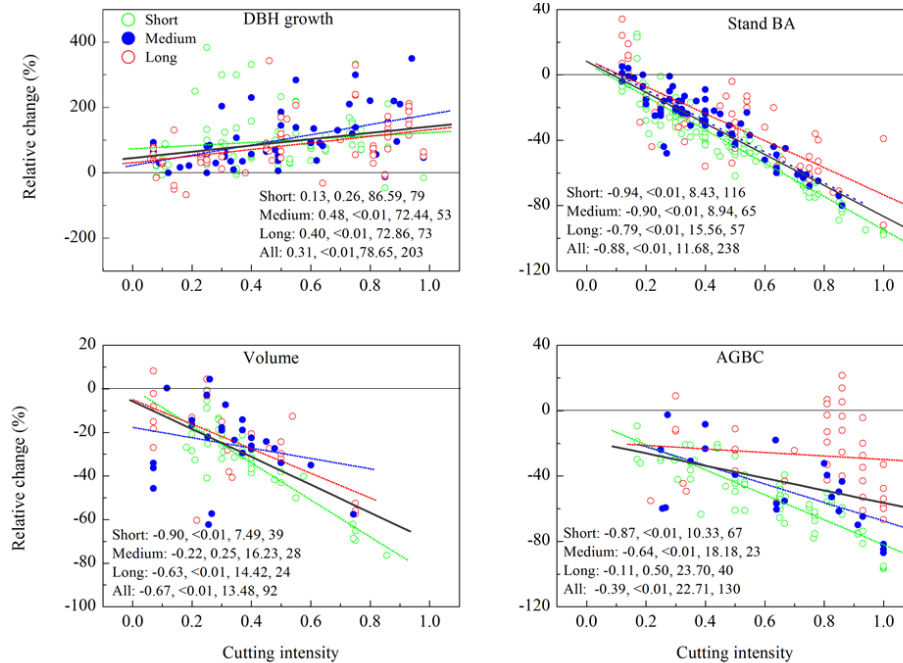 DBH growth
Short
Medium
Long
Relative change (%)
400
200
0
200
400
Short: 0.13, 0.26, 86.59, 79
Medium: 0.48, <0.01, 72.44, 53
Long: 0.40, <0.01, 72.86, 73
All: 0.31, <0.01,78.65, 203
0.0 0.2 0.4 0.6 0.8 1.0
Stand BA
40
0
-40
-80
-120
Short: -0.94, <0.01, 8.43, 116
Medium: -0.90, <0.01, 8.94, 65
Long: -0.79, <0.01, 15.56, 57
All: -0.88, <0.01, 11.68, 238
0.0 0.2 0.4 0.6 0.8 1.0
Volume
Relative change (%)
20
0
-20
-40
-60
-80
-100
Short: -0.90, <0.01, 7.49, 39
Medium: -0.22, 0.25, 16.23, 28
Long: -0.63, <0.01, 14.42, 24
All: -0.67, <0.01, 13.48, 92
0.0 0.2 0.4 0.6 0.8 1.0
Cutting intensity
AGBC
40
0
-40
-80
-120
Short: -0.87, <0.01, 10.33, 67
Medium: -0.64, <0.01, 18.18, 23
Long: -0.11, 0.50, 23.70, 40
All: -0.39, <0.01, 22.71, 130
0.0 0.2 0.4 0.6 0.8 1.0
Cutting intensity